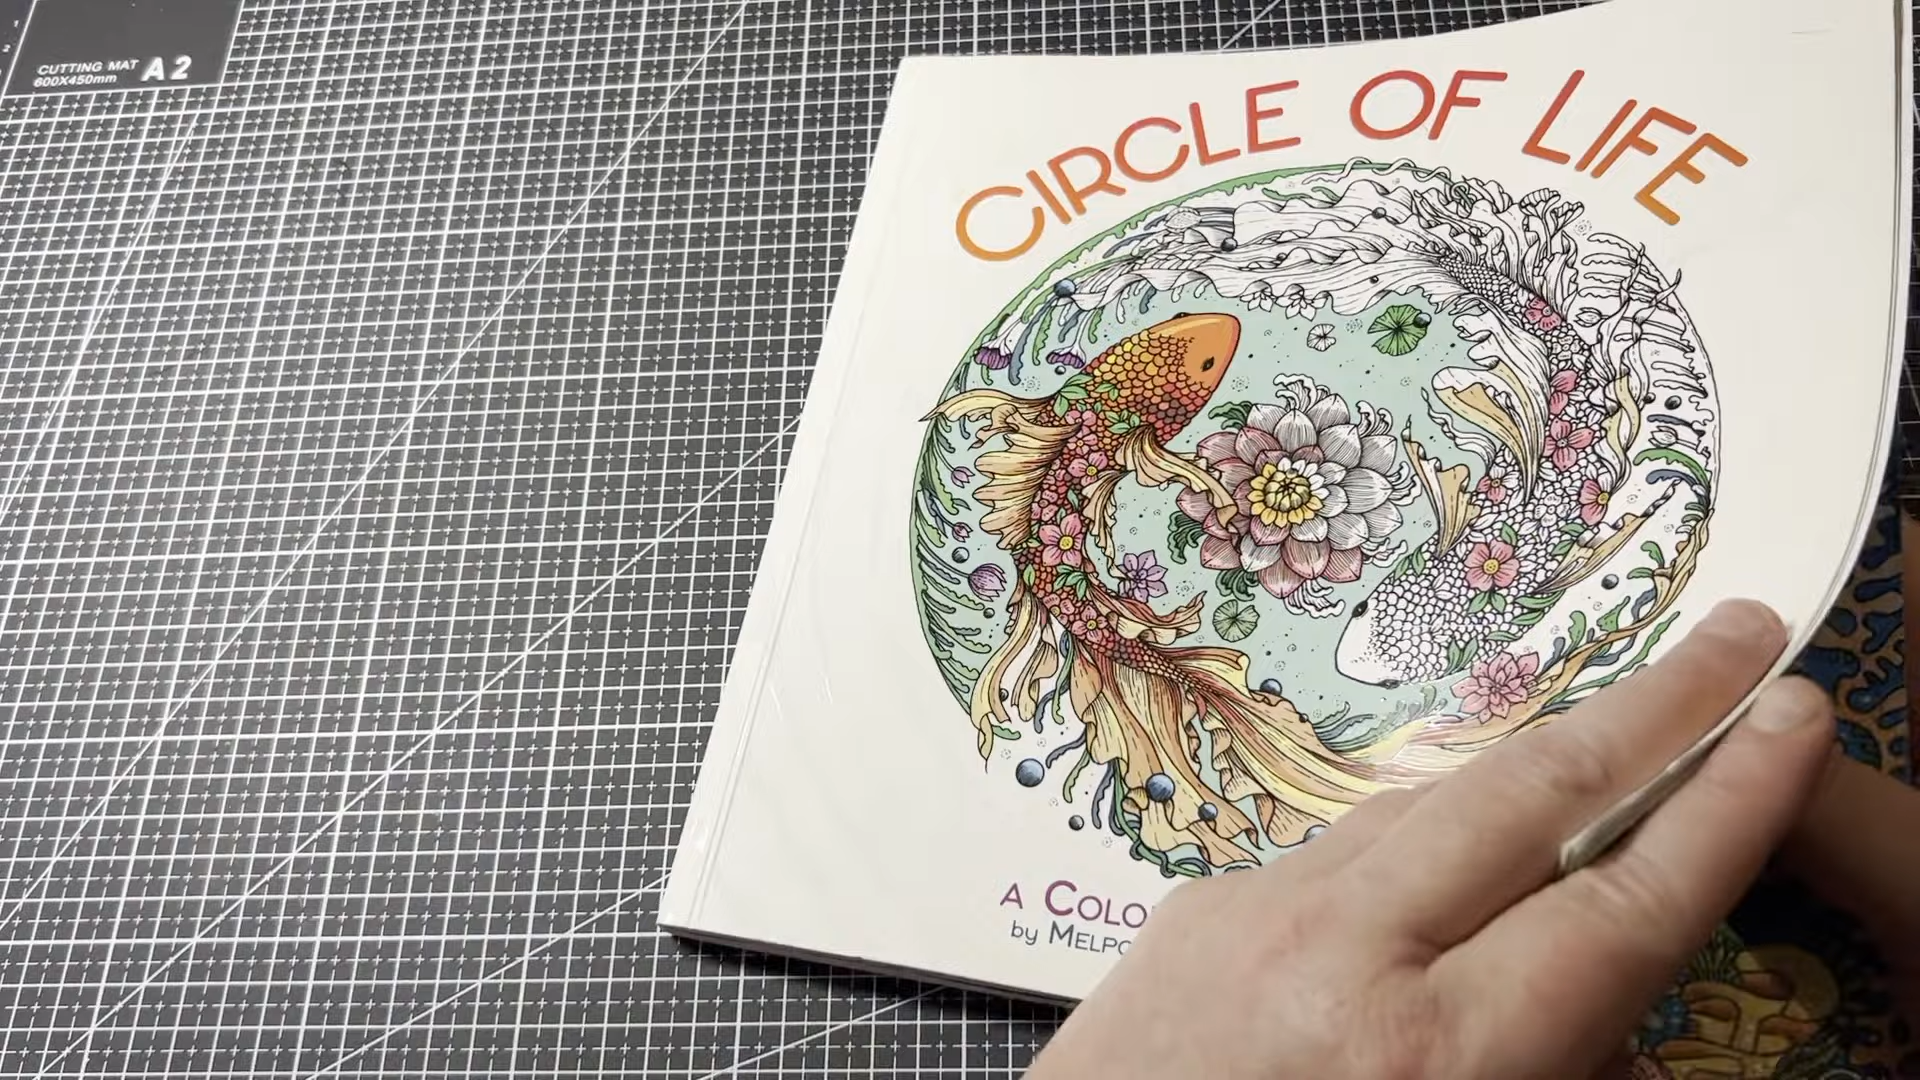 CUTTING MAT A2
600X450mm
CIRCLE OF LIFE
A COLO
by MELPO